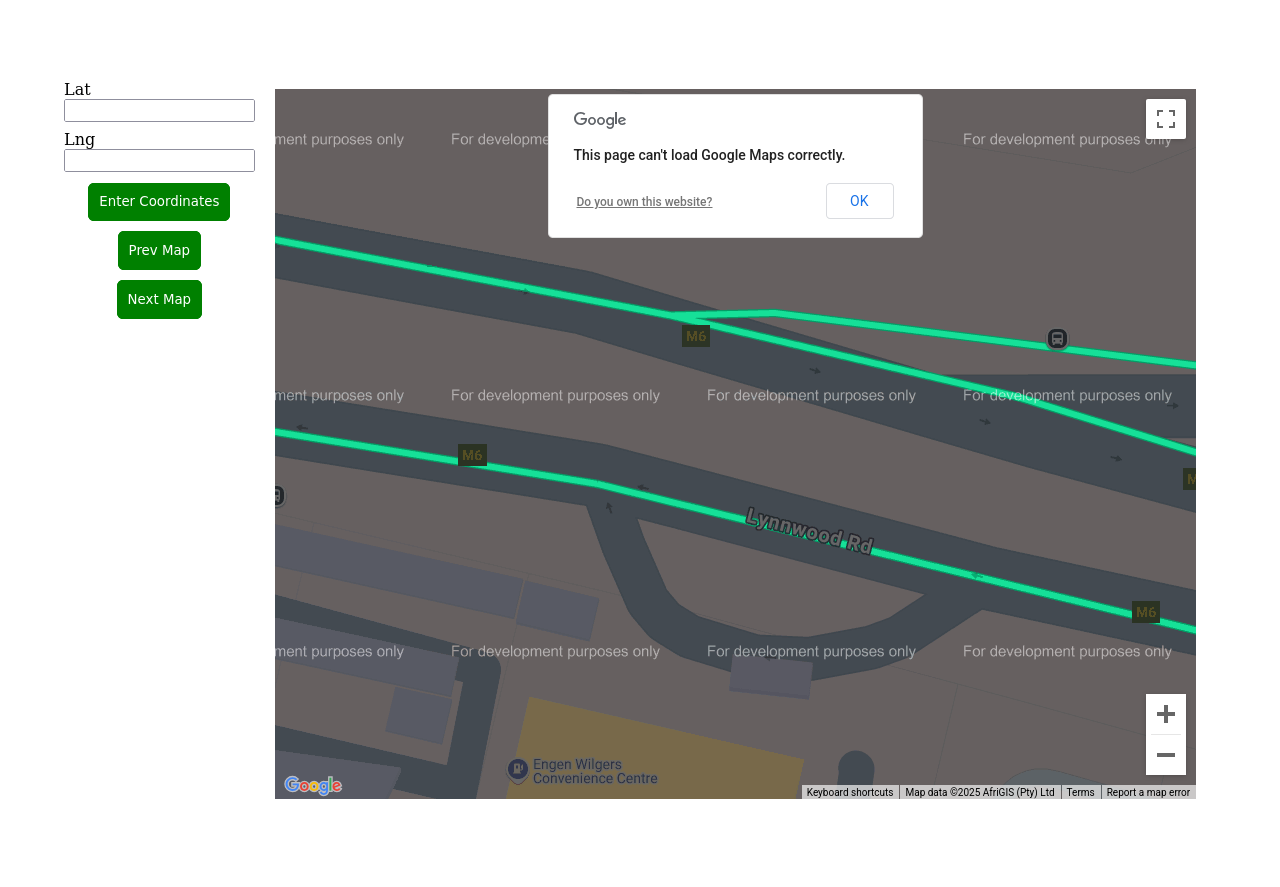 Lat
Lng
Enter Coordinates
Prev Map
Next Map
Google
This page can't load Google Maps correctly.
Do you own this website?
OK
ment purposes only
For developme
For development purposes only
M6
ment purposes only
For development purposes only
For development purposes only
For development purposes only
M6
M
Lynnwood Rd
M6
ment purposes only
For development purposes only
For development purposes only
For development purposes only
Engen Wilgers
Convenience Centre
Google
Keyboard shortcuts
Map data ©2025 AfriGIS (Pty) Ltd
Terms
Report a map error